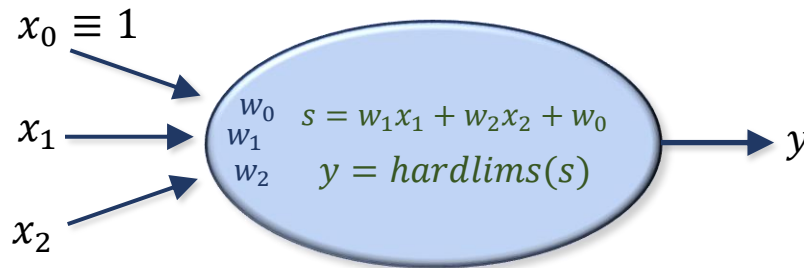 x₀ ≡ 1
x₁
x₂
w₀
w₁
w₂
s = w₁x₁ + w₂x₂ + w₀
y = hardlims(s)
y